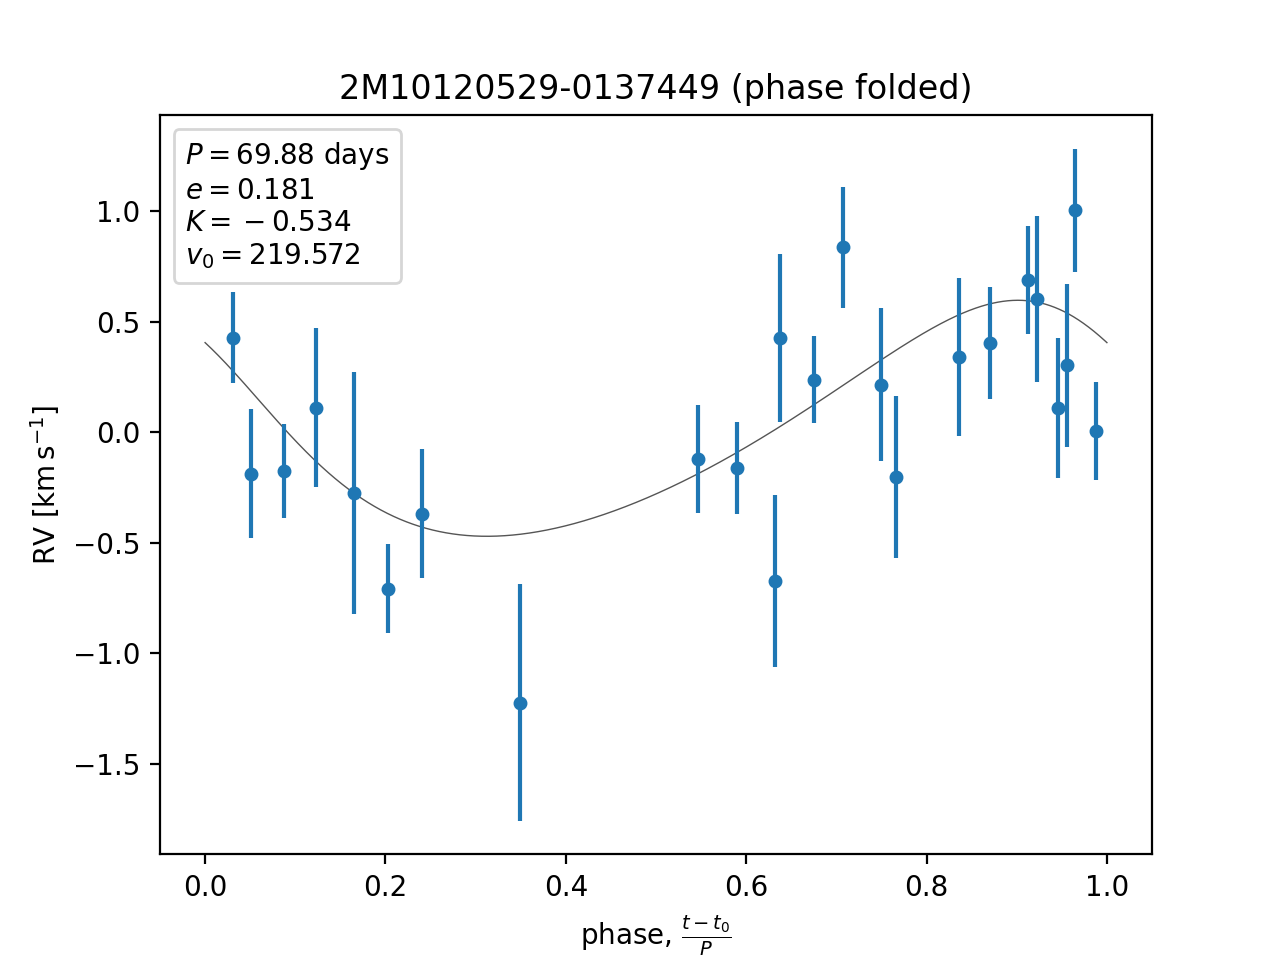 2M10120529-0137449 (phase folded)
P = 69.88 days
e = 0.181
K = −0.534
v₀ = 219.572
1.0
0.5
0.0
−0.5
−1.0
−1.5
RV [km s⁻¹]
0.0 0.2 0.4 0.6 0.8 1.0
phase, (t − t₀)/P